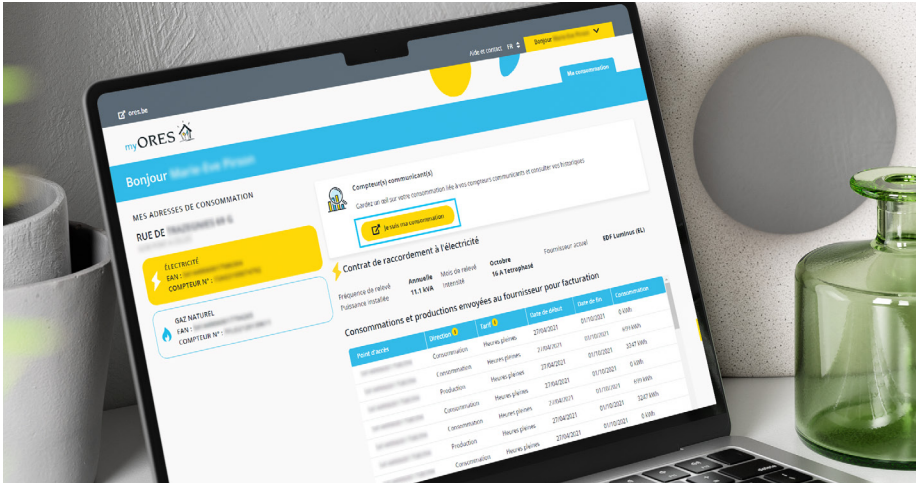 ores.be
Aide et contact FR Bonjour
Ma consommation
myORES
Bonjour
MES ADRESSES DE CONSOMMATION
RUE DE
ÉLECTRICITÉ
EAN :
COMPTEUR N° :
GAZ NATUREL
EAN :
COMPTEUR N° :
Compteur(s) communicant(s)
Gardez un œil sur votre consommation liée à vos compteurs communicants et consulter vos historiques
Je suis ma consommation
Contrat de raccordement à l'électricité
Fréquence de relevé Annuelle Mois de relevé Octobre Fournisseur actuel EDF Luminus (EL)
Puissance installée 11.1 kVA Intensité 16 A Tetraphasé
Consommations et productions envoyées au fournisseur pour facturation
Point d'accès Direction Tarif Date de début Date de fin Consommation
Consommation Heures pleines 27/04/2021 01/10/2021 0 kWh
Consommation Heures pleines 27/04/2021 01/10/2021 699 kWh
Production Heures pleines 27/04/2021 01/10/2021 3247 kWh
Consommation Heures pleines 27/04/2021 01/10/2021 0 kWh
Consommation Heures pleines 27/04/2021 01/10/2021 699 kWh
Production Heures pleines 27/04/2021 01/10/2021 3247 kWh
Consommation Heures pleines 27/04/2021 01/10/2021 0 kWh